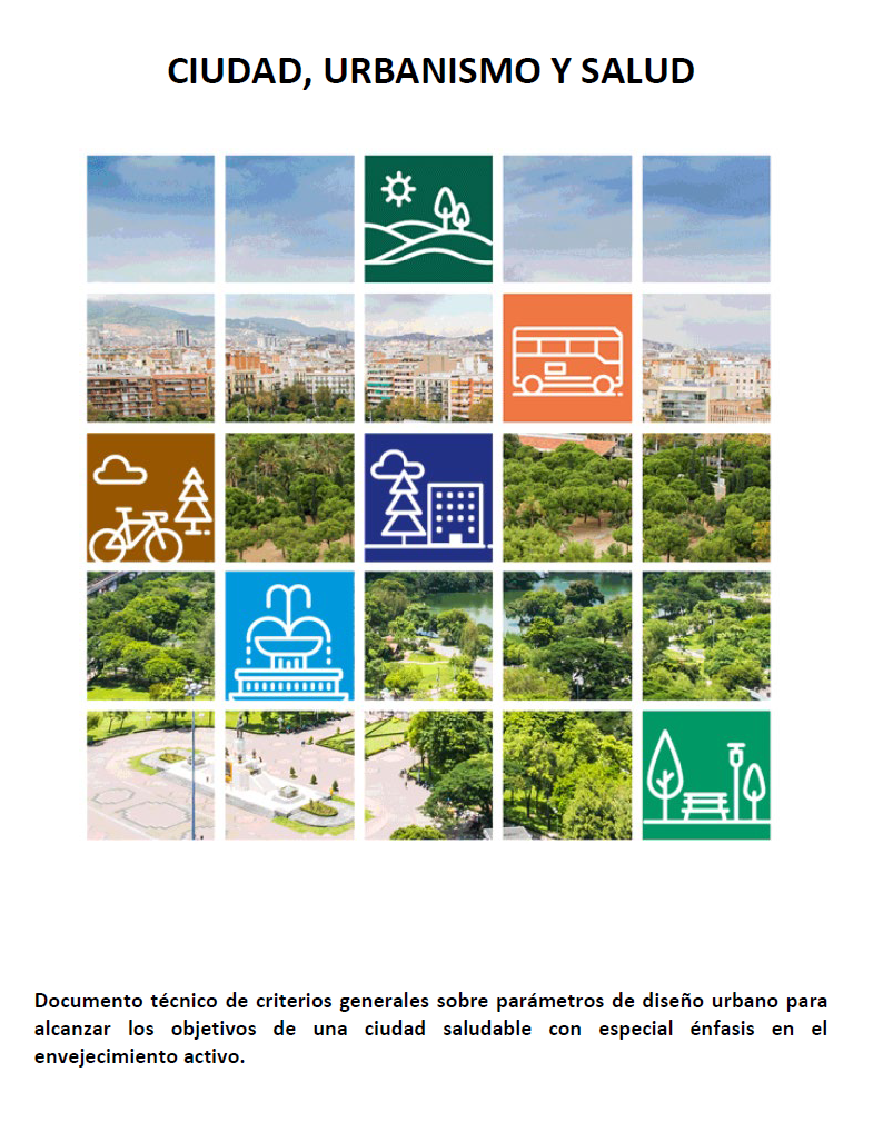 CIUDAD, URBANISMO Y SALUD
Documento técnico de criterios generales sobre parámetros de diseño urbano para
alcanzar los objetivos de una ciudad saludable con especial énfasis en el
envejecimiento activo.